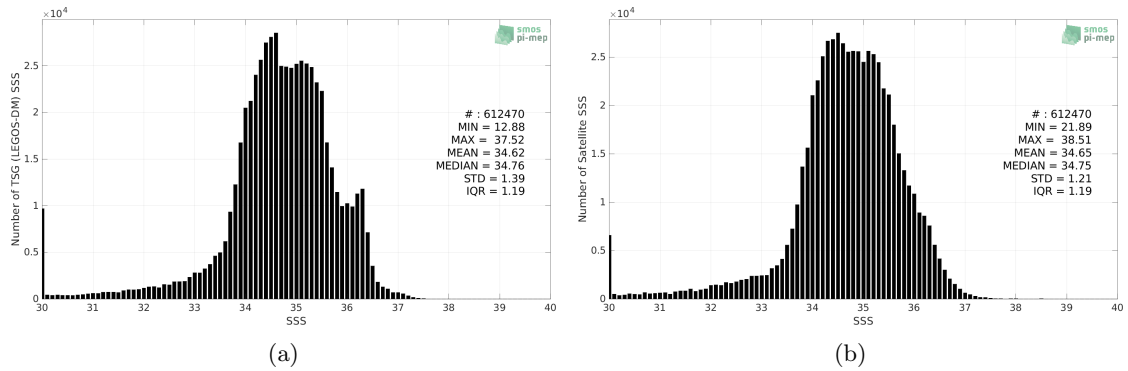 ×10⁴
smos
pi-mep
# : 612470
MIN = 12.88
MAX = 37.52
MEAN = 34.62
MEDIAN = 34.76
STD = 1.39
IQR = 1.19
Number of TSG (LEGOS-DM) SSS
2.5
2
1.5
1
0.5
0
30 31 32 33 34 35 36 37 38 39 40
SSS
(a)
×10⁴
smos
pi-mep
# : 612470
MIN = 21.89
MAX = 38.51
MEAN = 34.65
MEDIAN = 34.75
STD = 1.21
IQR = 1.19
Number of Satellite SSS
2.5
2
1.5
1
0.5
0
30 31 32 33 34 35 36 37 38 39 40
SSS
(b)